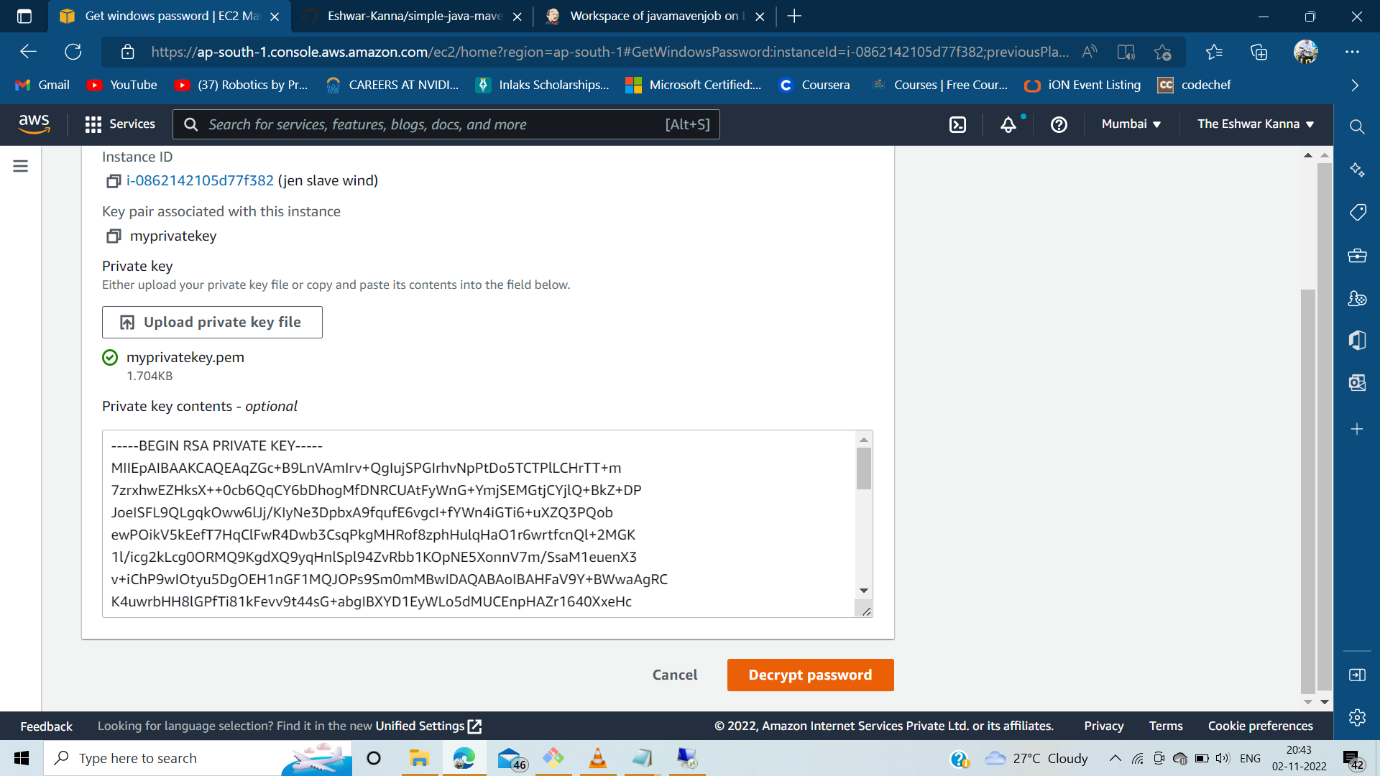 Get windows password | EC2 Ma
Eshwar-Kanna/simple-java-mave
Workspace of javamavenjob on
https://ap-south-1.console.aws.amazon.com/ec2/home?region=ap-south-1#GetWindowsPassword:instanceId=i-0862142105d77f382;previousPla...
Gmail
YouTube
(37) Robotics by Pr...
CAREERS AT NVIDI...
Inlaks Scholarships...
Microsoft Certified:...
Coursera
Courses | Free Cour...
iON Event Listing
CC codechef
aws
Services
Search for services, features, blogs, docs, and more [Alt+S]
Mumbai
The Eshwar Kanna
Instance ID
i-0862142105d77f382 (jen slave wind)
Key pair associated with this instance
myprivatekey
Private key
Either upload your private key file or copy and paste its contents into the field below.
Upload private key file
myprivatekey.pem
1.704KB
Private key contents - optional
-----BEGIN RSA PRIVATE KEY-----
Cancel
Decrypt password
Feedback
Looking for language selection? Find it in the new Unified Settings
© 2022, Amazon Internet Services Private Ltd. or its affiliates.
Privacy
Terms
Cookie preferences
Type here to search
46
27°C Cloudy
ENG
20:43
02-11-2022
42